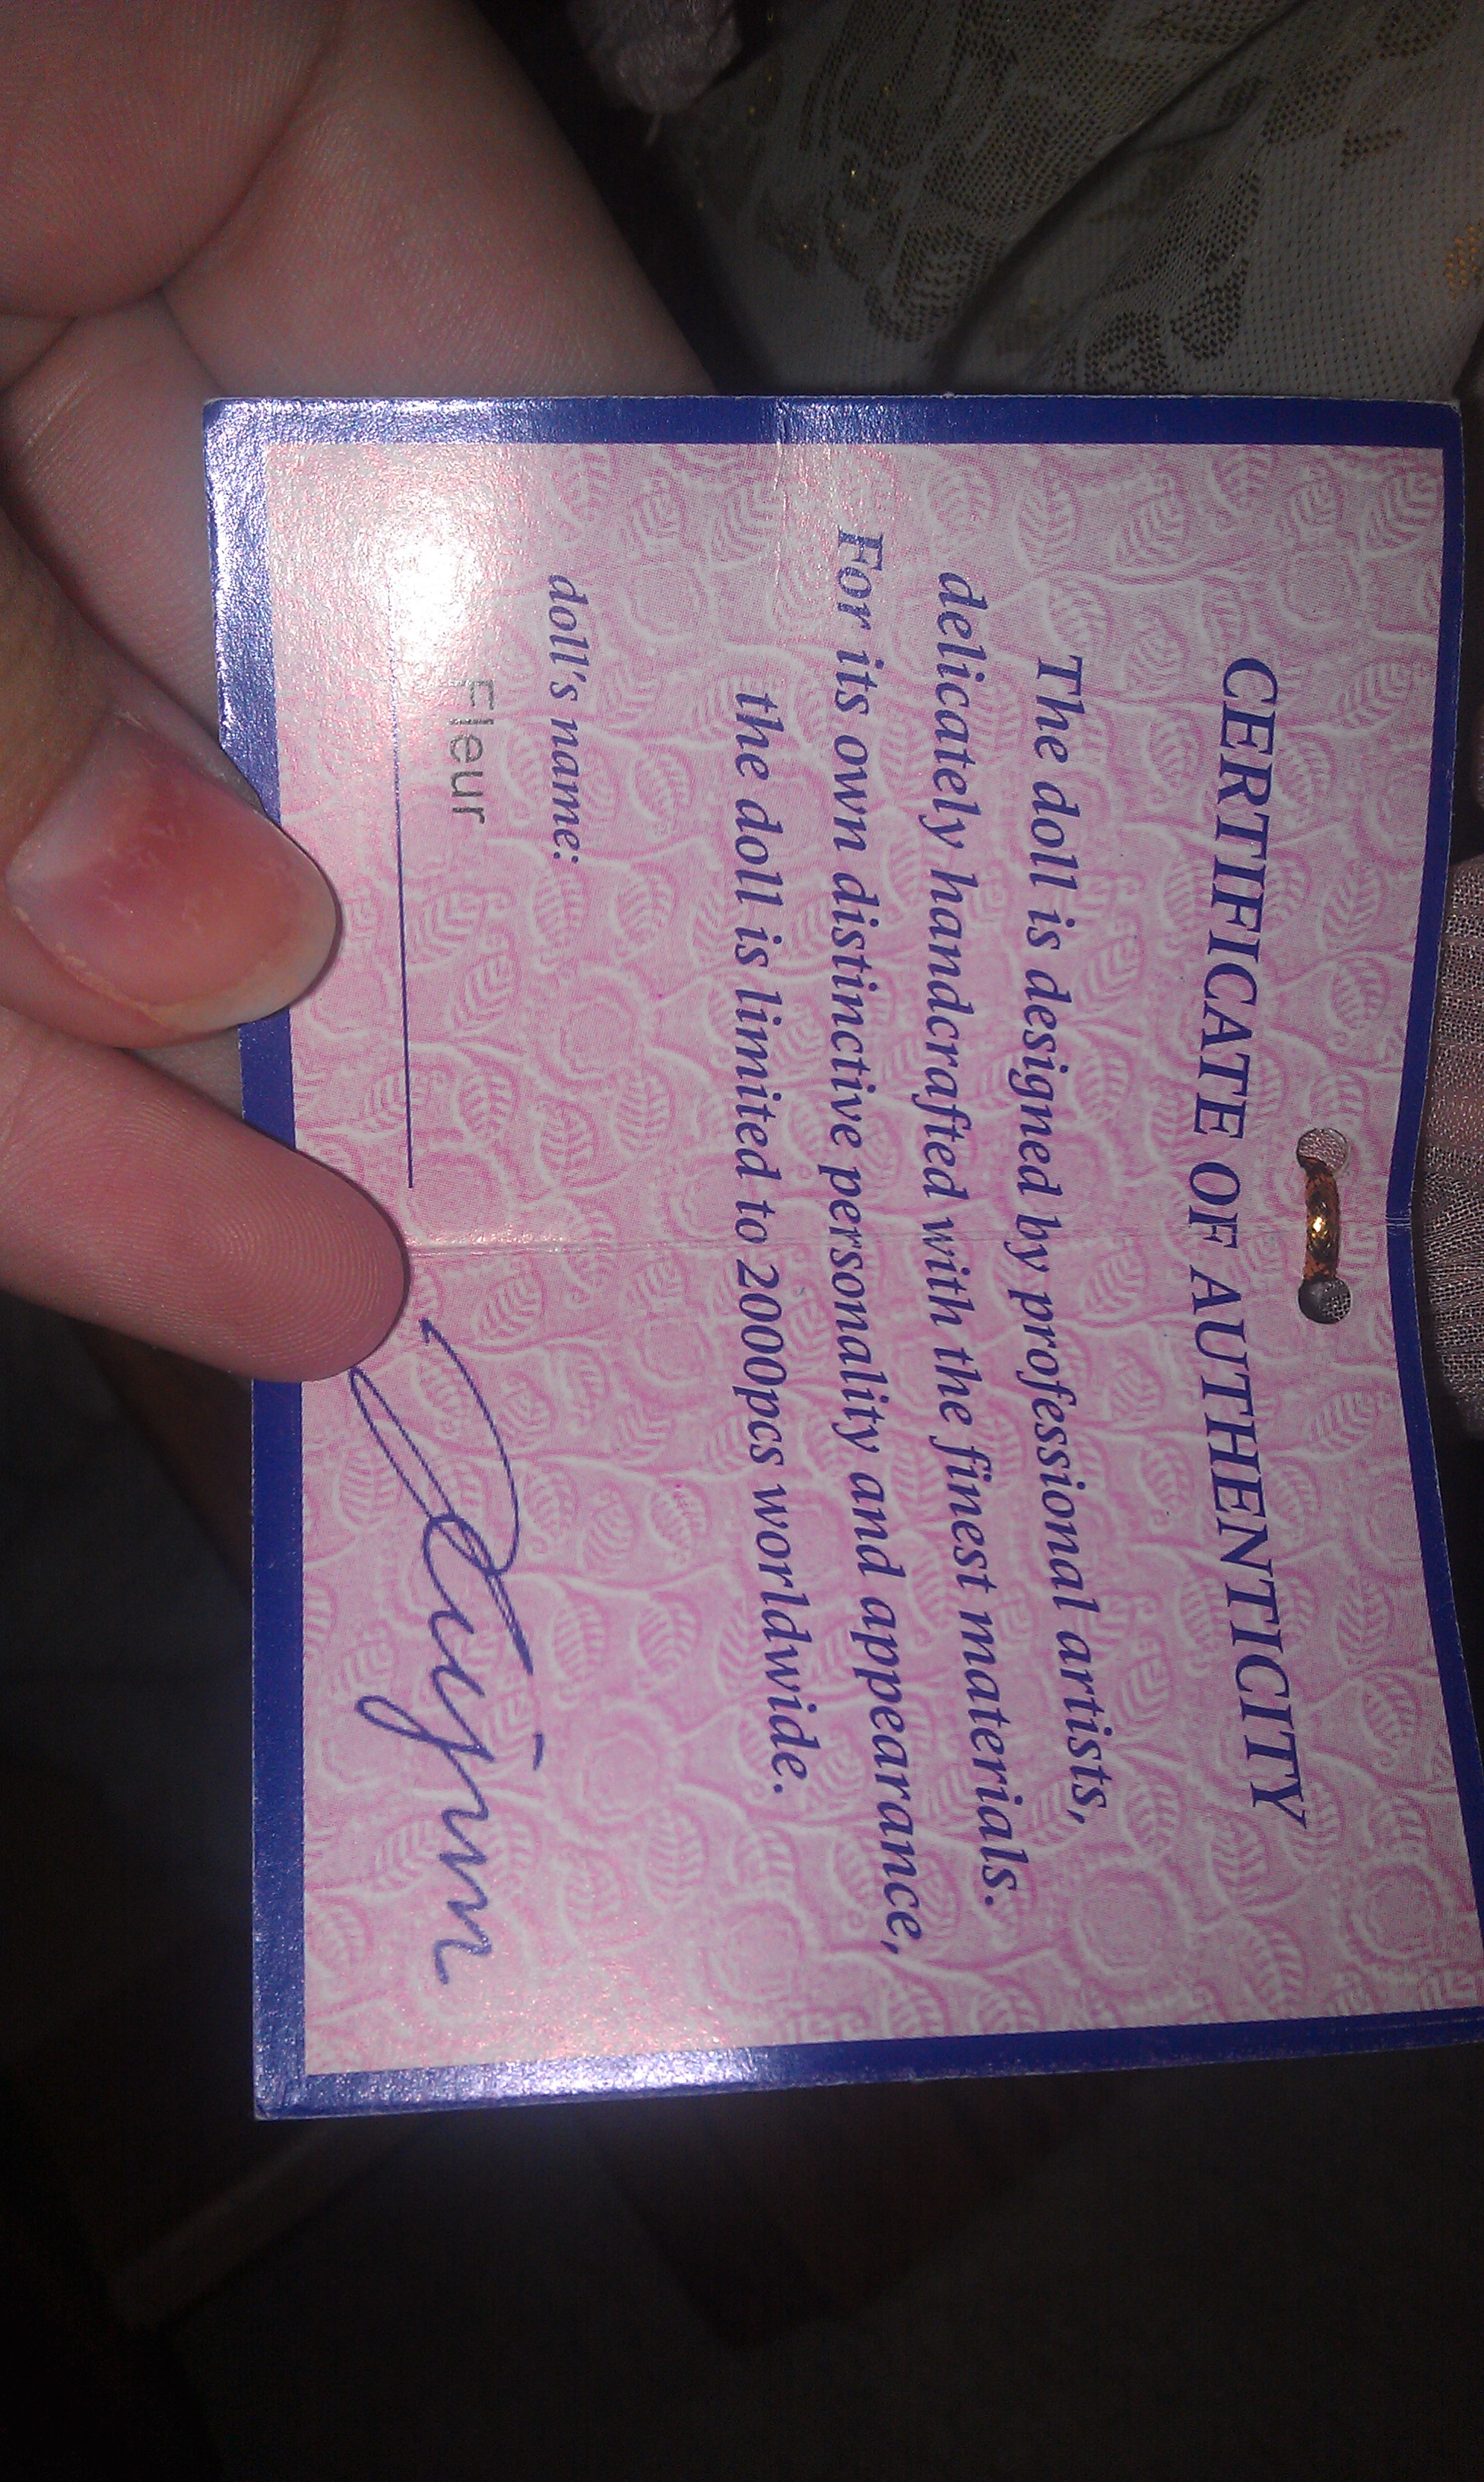 CERTIFICATE OF AUTHENTICITY
The doll is designed by professional artists,
delicately handcrafted with the finest materials.
For its own distinctive personality and appearance,
the doll is limited to 2000pcs worldwide.
doll's name:
Fleur